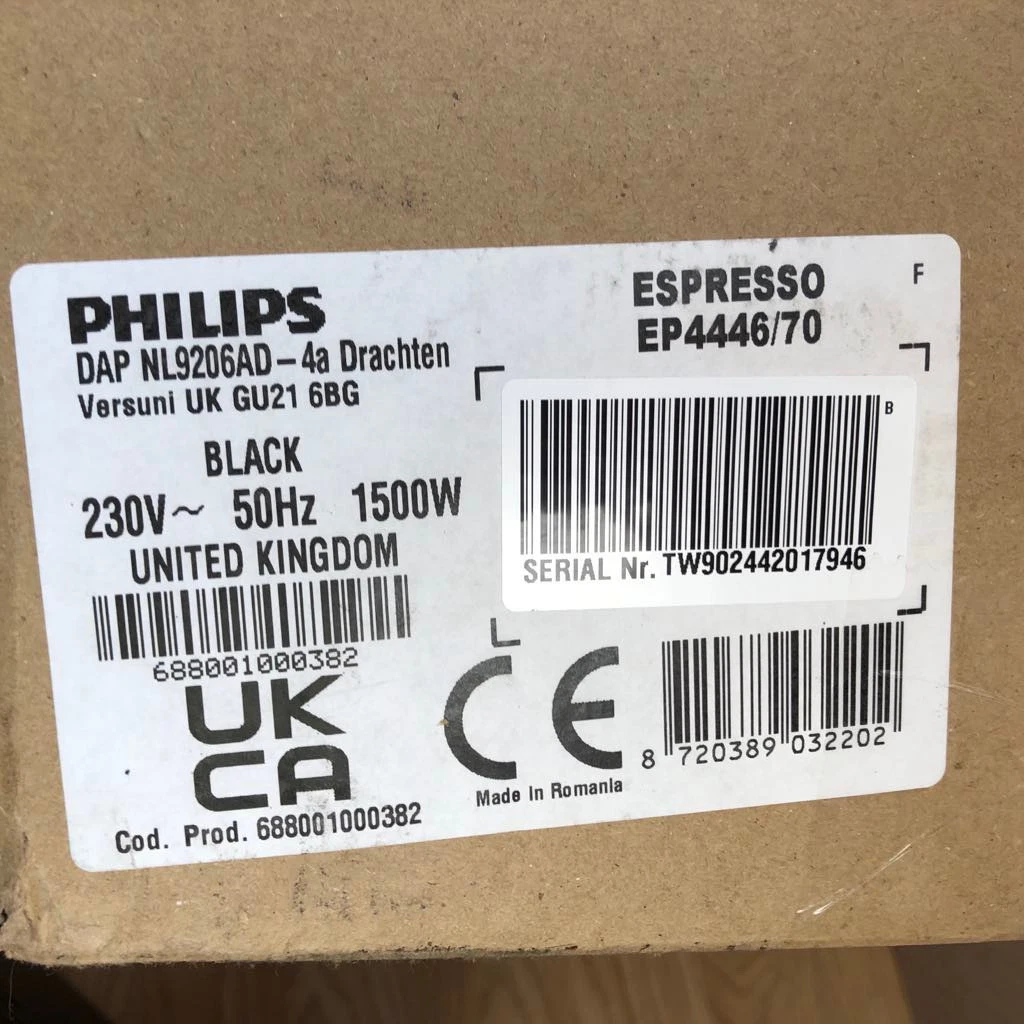 PHILIPS
DAP NL9206AD-4a Drachten
Versuni UK GU21 6BG
BLACK
230V~ 50Hz 1500W
UNITED KINGDOM
688001000382
UK
CA
Cod. Prod. 688001000382
ESPRESSO
EP4446/70
F
B
SERIAL Nr. TW902442017946
CE
Made In Romania
8 720389 032202